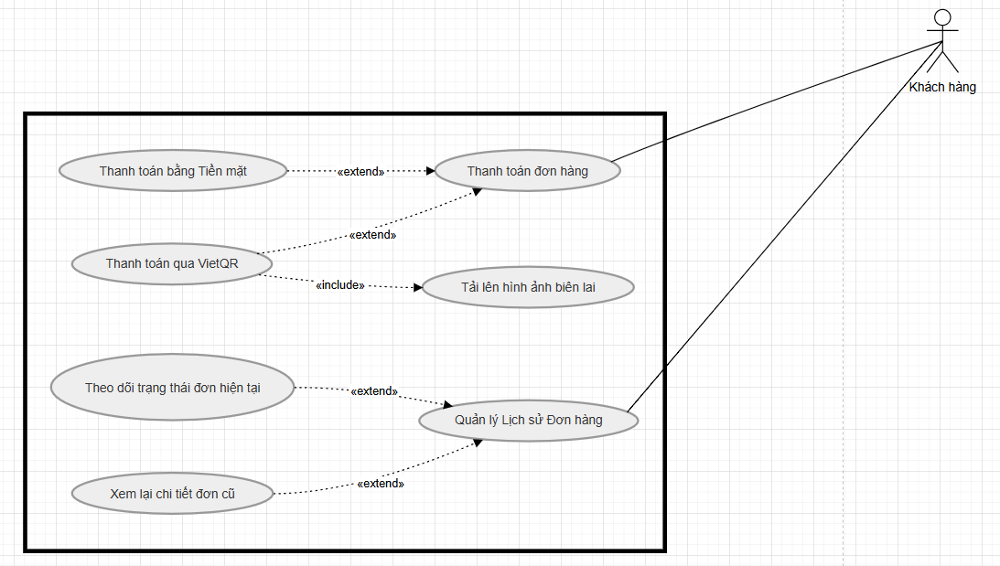 Khách hàng
Thanh toán bằng Tiền mặt
«extend»
Thanh toán đơn hàng
«extend»
Thanh toán qua VietQR
«include»
Tải lên hình ảnh biên lai
Theo dõi trạng thái đơn hiện tại
«extend»
Quản lý Lịch sử Đơn hàng
«extend»
Xem lại chi tiết đơn cũ